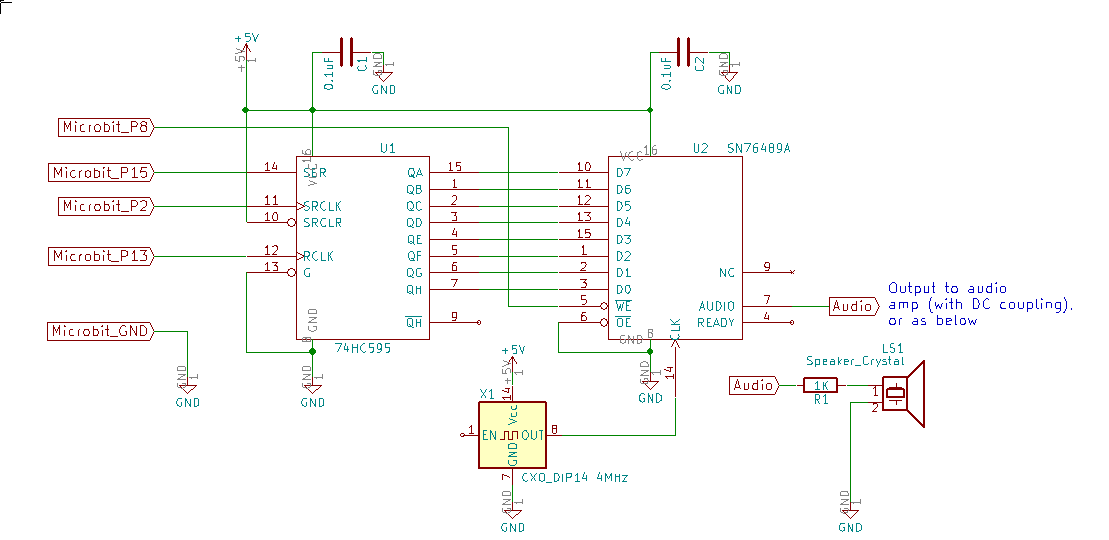 +5V
+5V
1
0.1uF
C1
GND
1
GND
0.1uF
C2
GND
1
GND
Microbit_P8
Microbit_P15
Microbit_P2
Microbit_P13
Microbit_GND
GND
1
GND
U1
VCC
16
14 SER
11 SRCLK
10 SRCLR
12 RCLK
13 G
QA 15
QB 1
QC 2
QD 3
QE 4
QF 5
QG 6
QH 7
QH 9
GND
8
74HC595
GND
1
GND
U2 SN76489A
VCC 16
10 D7
11 D6
12 D5
13 D4
15 D3
1 D2
2 D1
3 D0
5 WE
6 OE
NC 9
AUDIO 7
READY 4
GND 8
CLK
14
GND
1
GND
Audio
Output to audio
amp (with DC coupling).
or as below
LS1
Speaker_Crystal
Audio
1K
R1
1
2
GND
1
GND
+5V
+5V
1
X1
14
Vcc
1 EN
OUT 8
GND
7
CXO_DIP14 4MHz
GND
1
GND